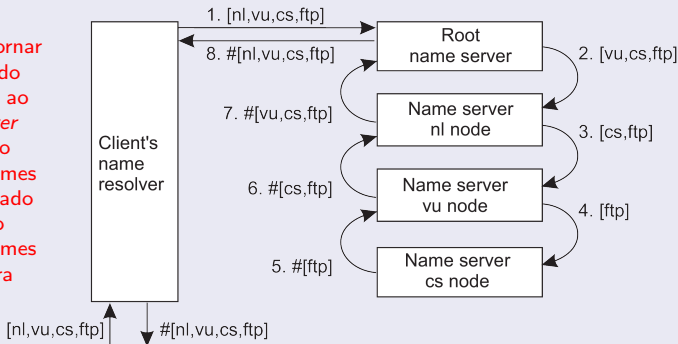 ornar
do
ao
er
o
mes
ado
o
mes
ra
1. [nl,vu,cs,ftp]
8. #[nl,vu,cs,ftp]
Root
name server
2. [vu,cs,ftp]
7. #[vu,cs,ftp]
Name server
nl node
3. [cs,ftp]
Client's
name
resolver
6. #[cs,ftp]
Name server
vu node
4. [ftp]
5. #[ftp]
Name server
cs node
[nl,vu,cs,ftp]
#[nl,vu,cs,ftp]